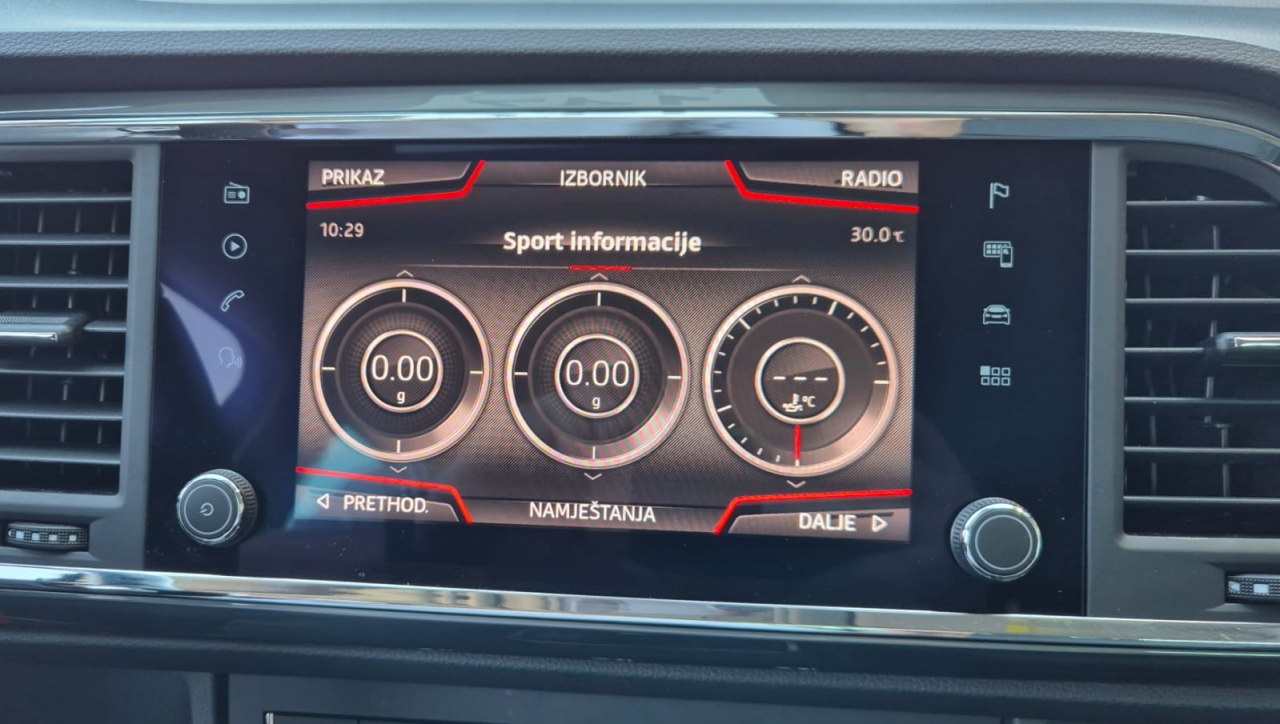 PRIKAZ IZBORNIK RADIO
10:29 Sport informacije 30.0°C
0.00 0.00 ---
g g °C
PRETHOD. NAMJEŠTANJA DALJE